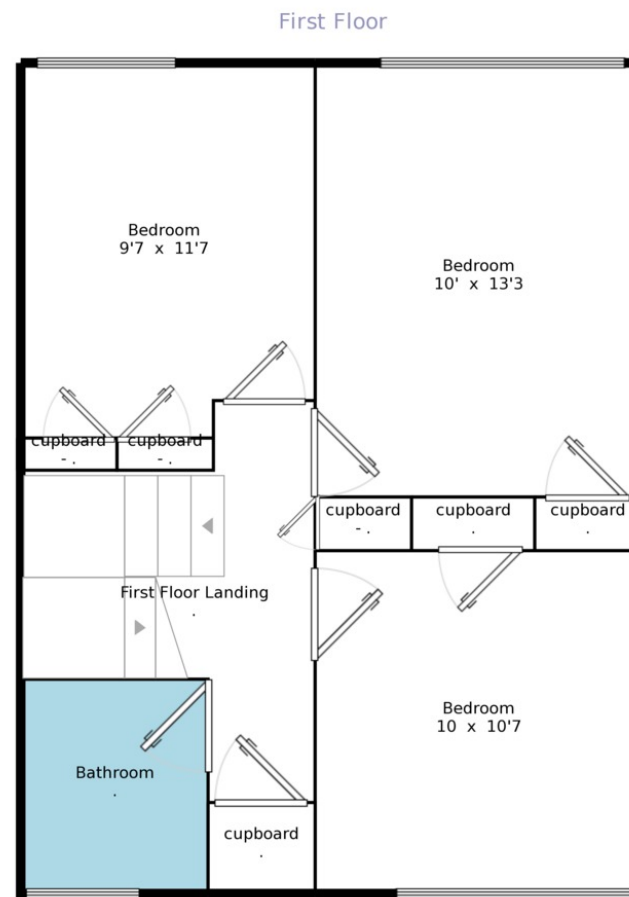 First Floor
Bedroom
9'7 x 11'7
Bedroom
10' x 13'3
cupboard
- .
cupboard
- .
cupboard
- .
cupboard
.
cupboard
.
First Floor Landing
.
Bedroom
10 x 10'7
Bathroom
.
cupboard
.